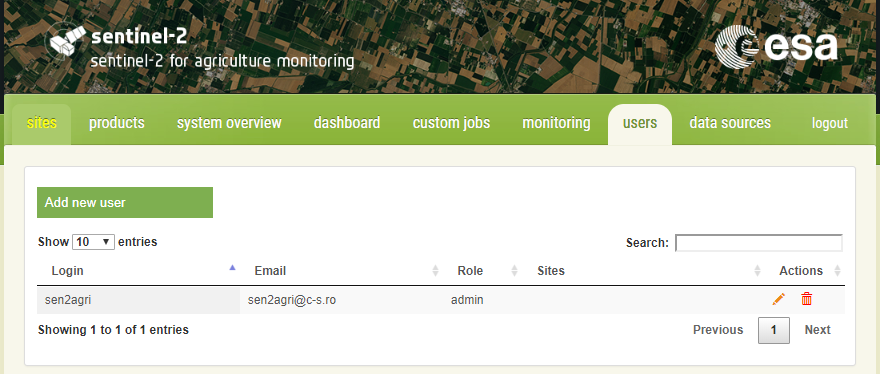 sentinel-2
sentinel-2 for agriculture monitoring
esa
sites products system overview dashboard custom jobs monitoring users data sources logout
Add new user
Show 10 entries
Search:
Login Email Role Sites Actions
sen2agri sen2agri@c-s.ro admin
Showing 1 to 1 of 1 entries
Previous 1 Next